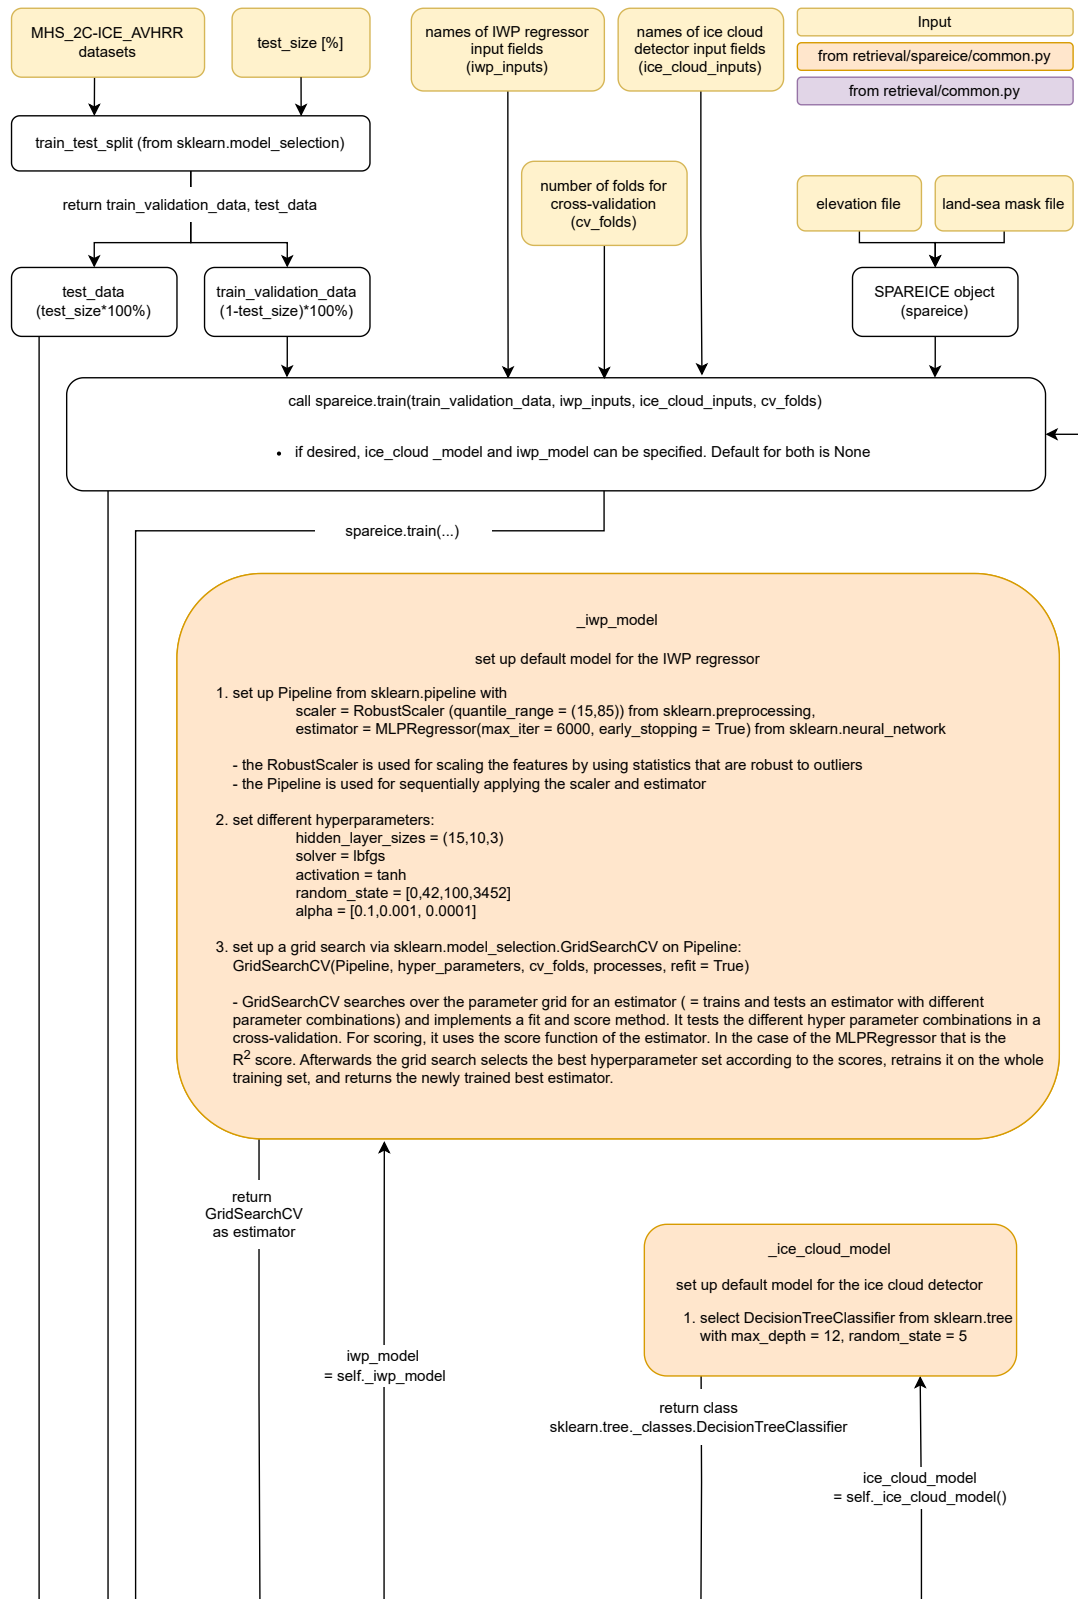 MHS_2C-ICE_AVHRR
datasets
test_size [%]
names of IWP regressor
input fields
(iwp_inputs)
names of ice cloud
detector input fields
(ice_cloud_inputs)
Input
from retrieval/spareice/common.py
from retrieval/common.py
train_test_split (from sklearn.model_selection)
return train_validation_data, test_data
number of folds for
cross-validation
(cv_folds)
elevation file
land-sea mask file
test_data
(test_size*100%)
train_validation_data
(1-test_size)*100%)
SPAREICE object
(spareice)
call spareice.train(train_validation_data, iwp_inputs, ice_cloud_inputs, cv_folds)
• if desired, ice_cloud _model and iwp_model can be specified. Default for both is None
spareice.train(...)
_iwp_model
set up default model for the IWP regressor
1. set up Pipeline from sklearn.pipeline with
scaler = RobustScaler (quantile_range = (15,85)) from sklearn.preprocessing,
estimator = MLPRegressor(max_iter = 6000, early_stopping = True) from sklearn.neural_network
- the RobustScaler is used for scaling the features by using statistics that are robust to outliers
- the Pipeline is used for sequentially applying the scaler and estimator
2. set different hyperparameters:
hidden_layer_sizes = (15,10,3)
solver = lbfgs
activation = tanh
random_state = [0,42,100,3452]
alpha = [0.1,0.001, 0.0001]
3. set up a grid search via sklearn.model_selection.GridSearchCV on Pipeline:
GridSearchCV(Pipeline, hyper_parameters, cv_folds, processes, refit = True)
- GridSearchCV searches over the parameter grid for an estimator ( = trains and tests an estimator with different
parameter combinations) and implements a fit and score method. It tests the different hyper parameter combinations in a
cross-validation. For scoring, it uses the score function of the estimator. In the case of the MLPRegressor that is the
R² score. Afterwards the grid search selects the best hyperparameter set according to the scores, retrains it on the whole
training set, and returns the newly trained best estimator.
return
GridSearchCV
as estimator
_ice_cloud_model
set up default model for the ice cloud detector
1. select DecisionTreeClassifier from sklearn.tree
with max_depth = 12, random_state = 5
iwp_model
= self._iwp_model
return class
sklearn.tree._classes.DecisionTreeClassifier
ice_cloud_model
= self._ice_cloud_model()